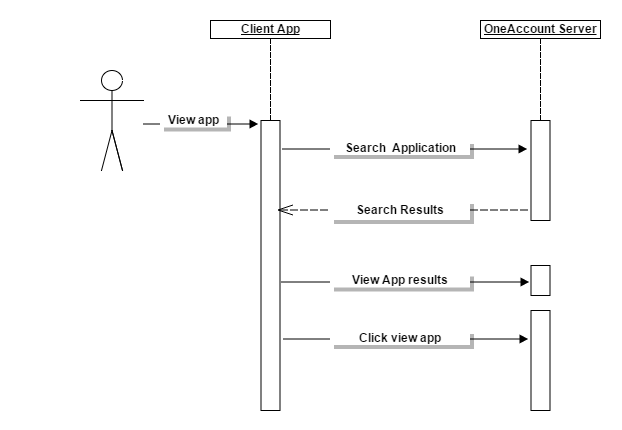 Client App
OneAccount Server
View app
Search Application
Search Results
View App results
Click view app